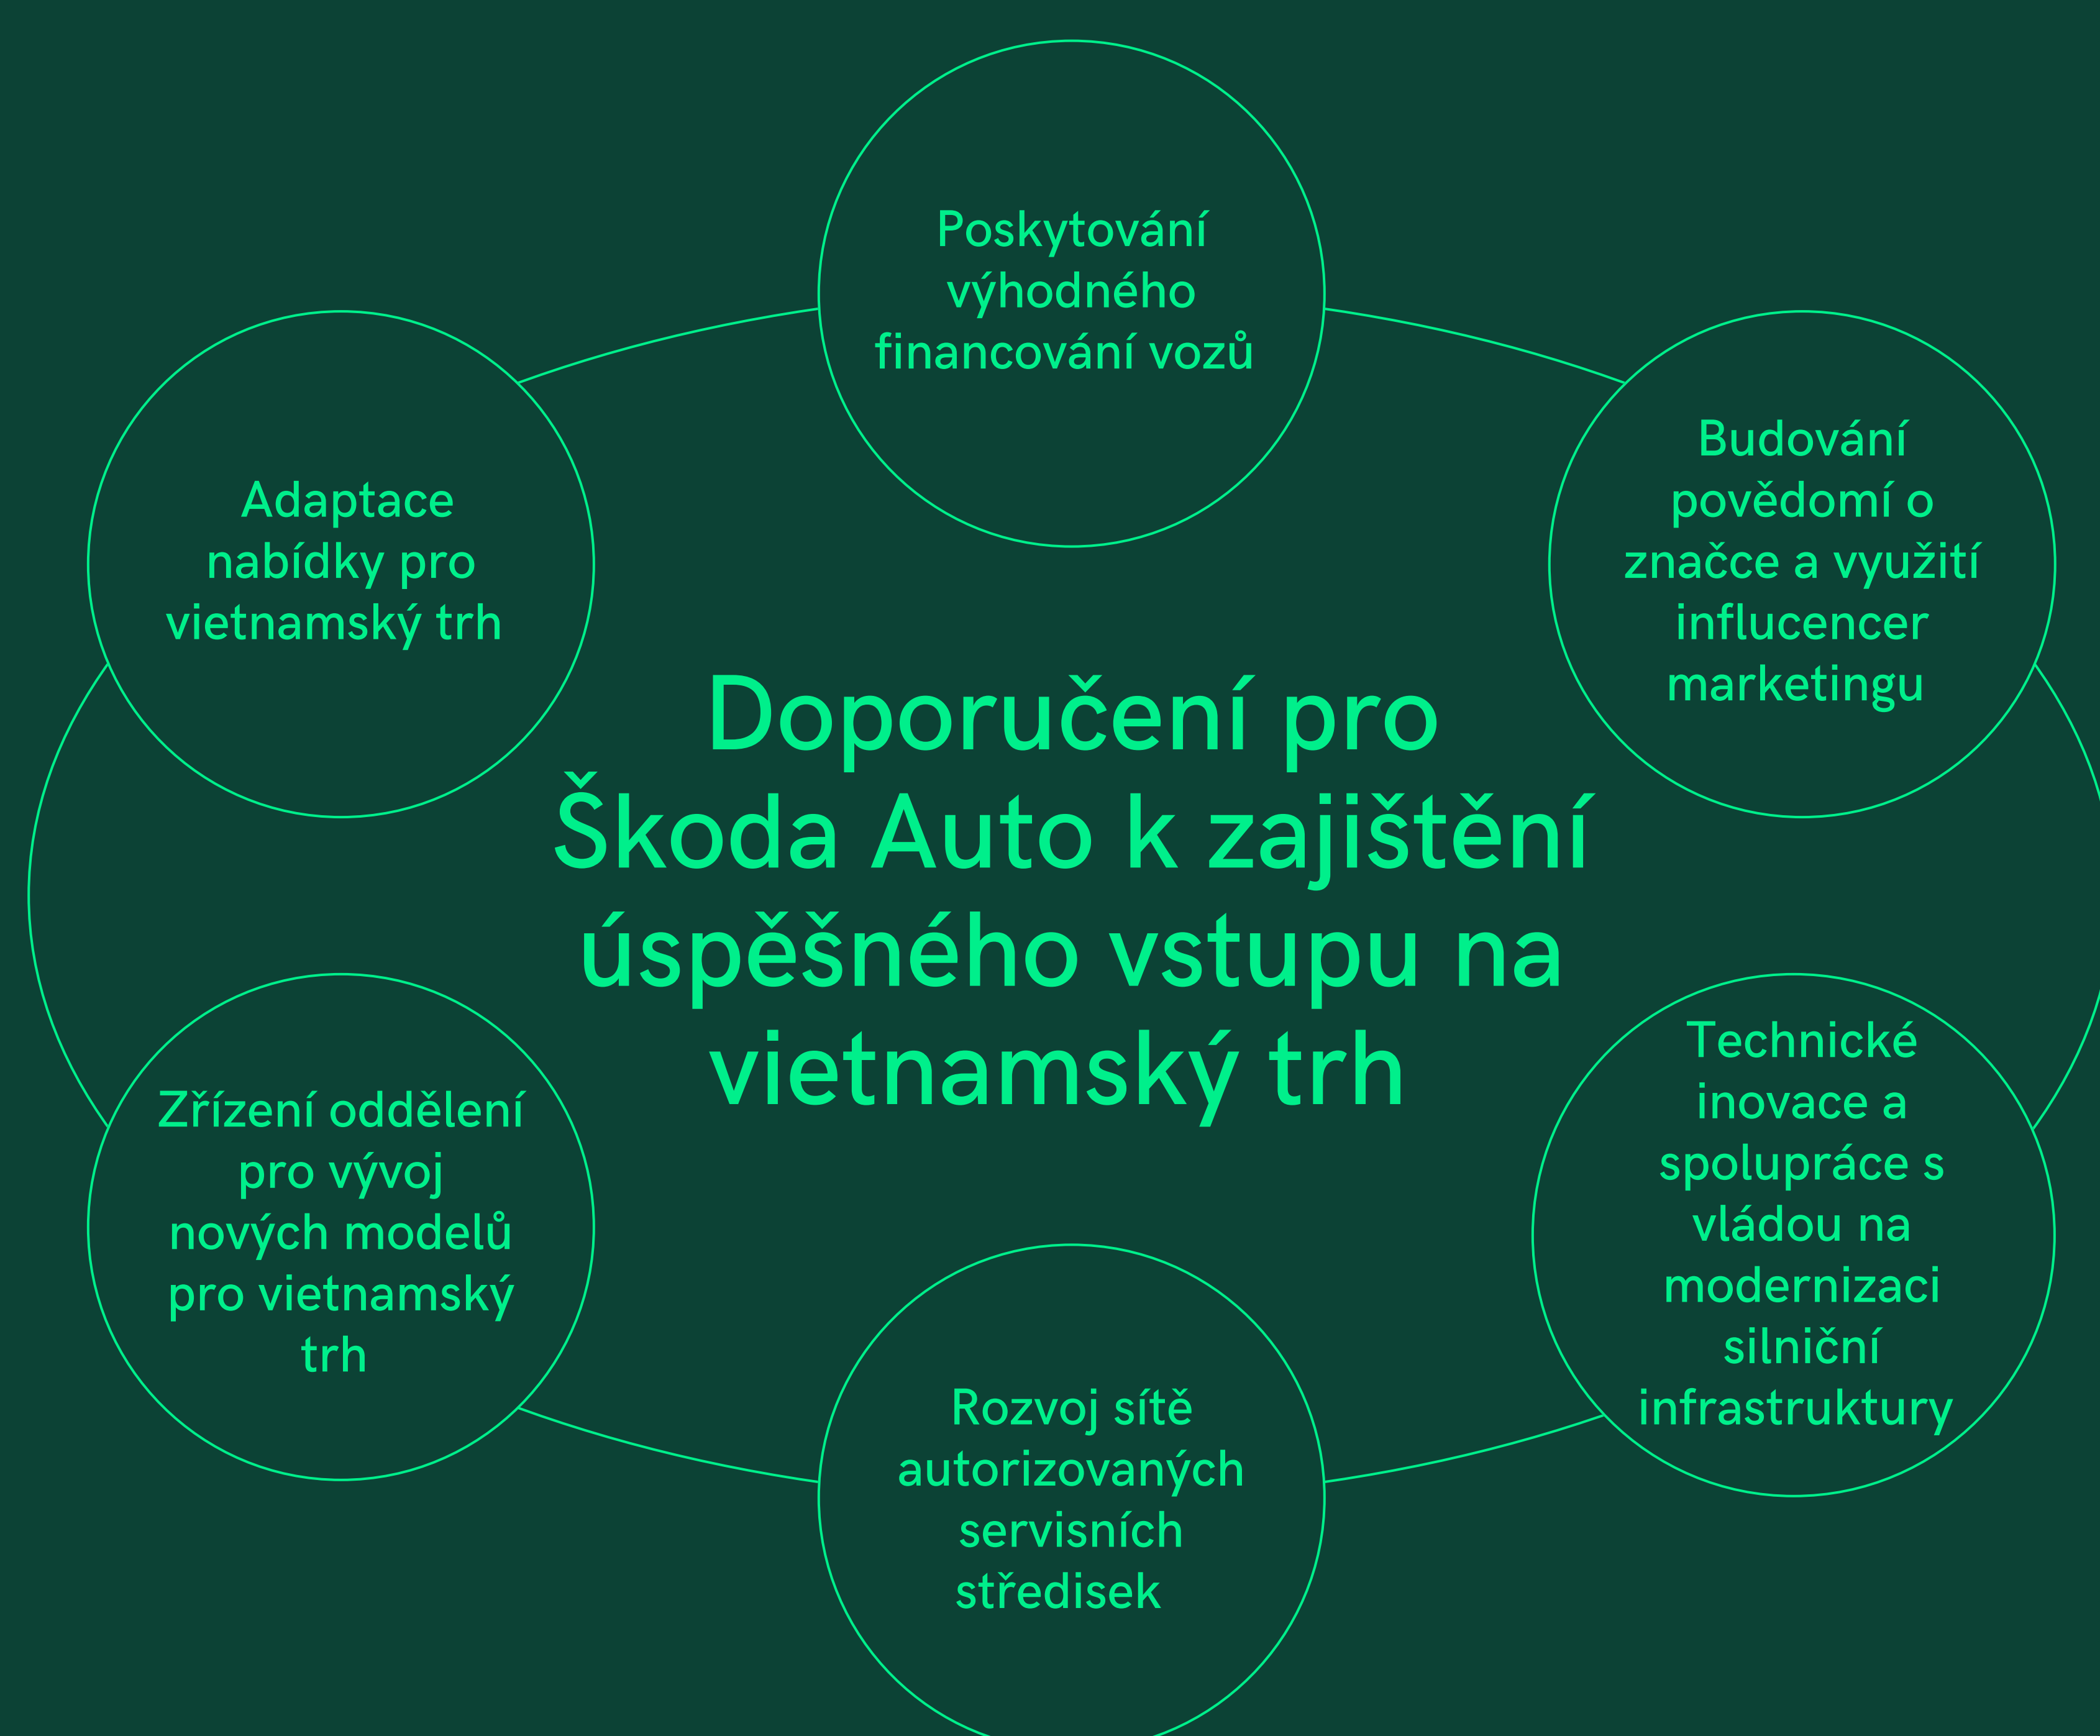 Poskytování
výhodného
financování vozů
Budování
povědomí o
značce a využití
influcencer
marketingu
Adaptace
nabídky pro
vietnamský trh
Doporučení pro
Škoda Auto k zajištění
úspěšného vstupu na
vietnamský trh
Technické
inovace a
spolupráce s
vládou na
modernizaci
silniční
infrastruktury
Zřízení oddělení
pro vývoj
nových modelů
pro vietnamský
trh
Rozvoj sítě
autorizovaných
servisních
středisek